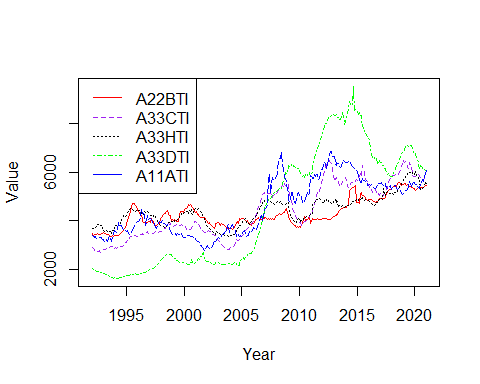 A22BTI
A33CTI
A33HTI
A33DTI
A11ATI
Value
2000
6000
1995
2000
2005
2010
2015
2020
Year